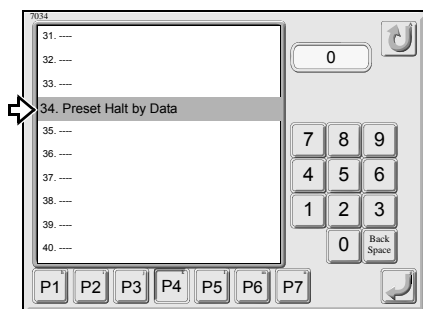 7034
31. ----
32. ----
33. ----
34. Preset Halt by Data
35. ----
36. ----
37. ----
38. ----
39. ----
40. ----
0
7 8 9
4 5 6
1 2 3
0 Back
Space
P1 P2 P3 P4 P5 P6 P7